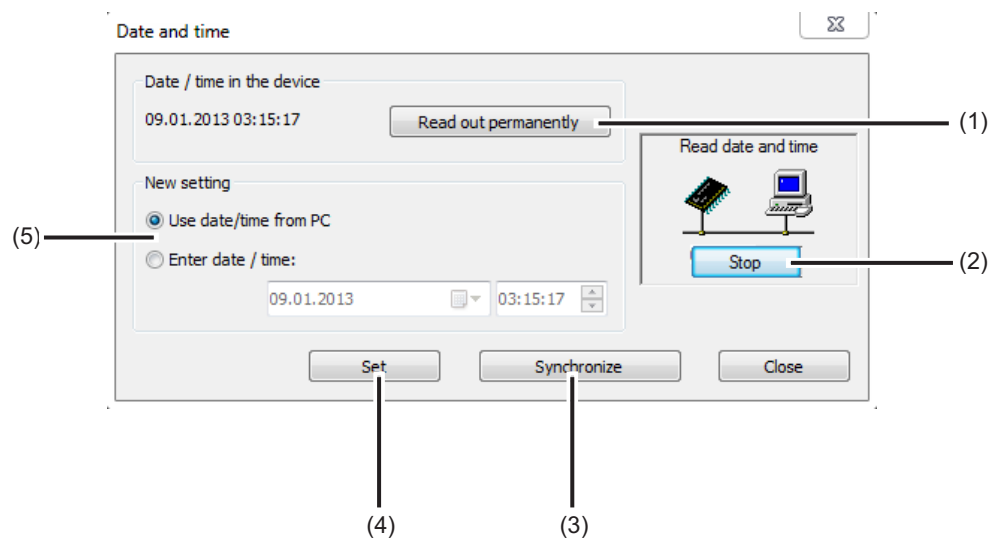 Date and time
Date / time in the device
09.01.2013 03:15:17
Read out permanently
(1)
Read date and time
New setting
Use date/time from PC
(5)
Enter date / time:
Stop
(2)
09.01.2013
03:15:17
Set
Synchronize
Close
(4)
(3)